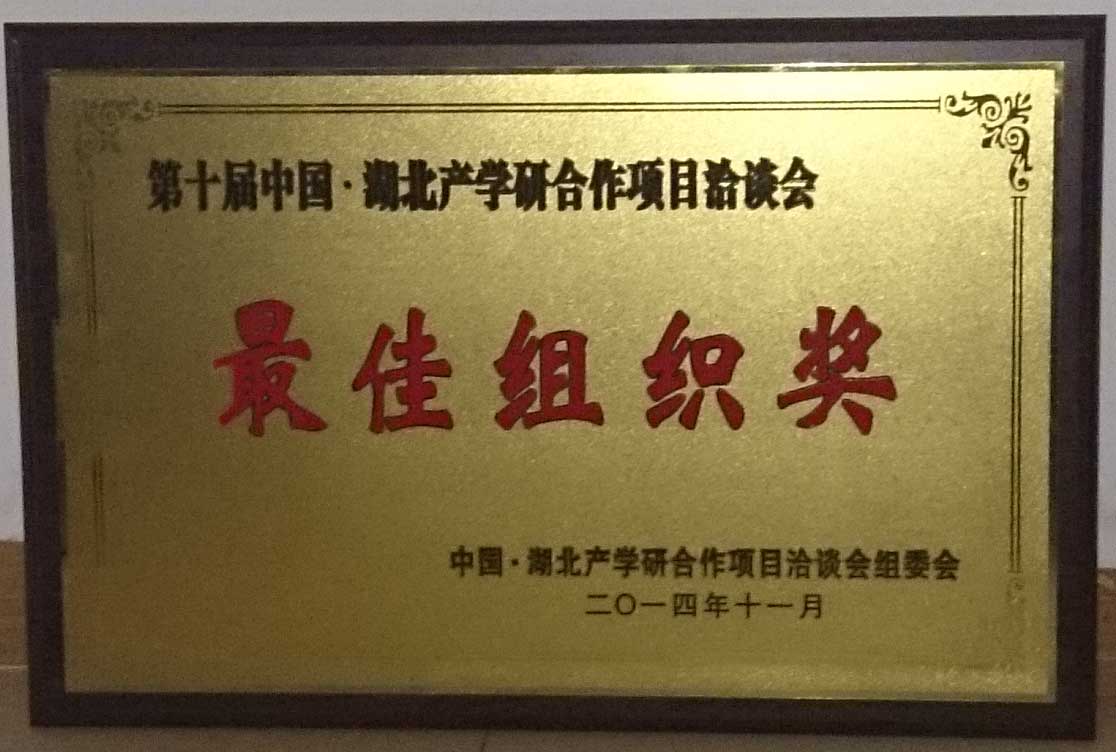 第十届中国·湖北产学研合作项目洽谈会
最佳组织奖
中国·湖北产学研合作项目洽谈会组委会
二〇一四年十一月